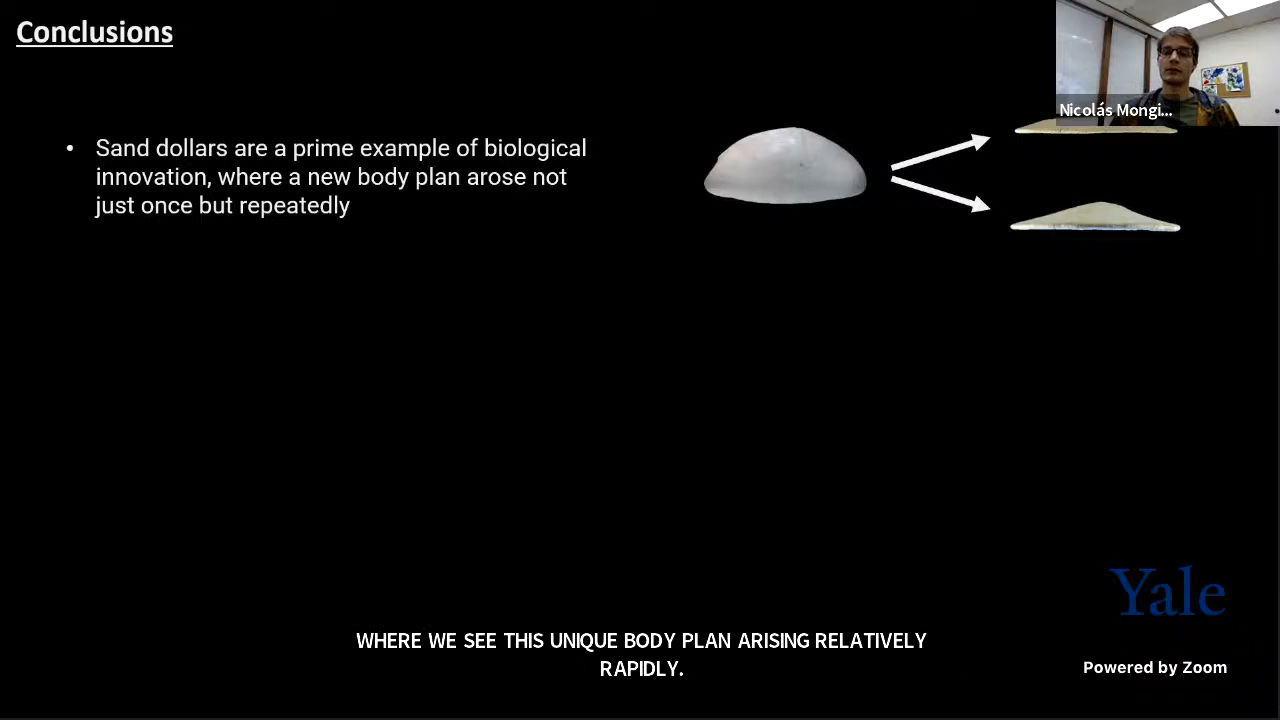 Conclusions
Nicolás Mongi...
• Sand dollars are a prime example of biological
innovation, where a new body plan arose not
just once but repeatedly
Yale
WHERE WE SEE THIS UNIQUE BODY PLAN ARISING RELATIVELY
RAPIDLY.
Powered by Zoom